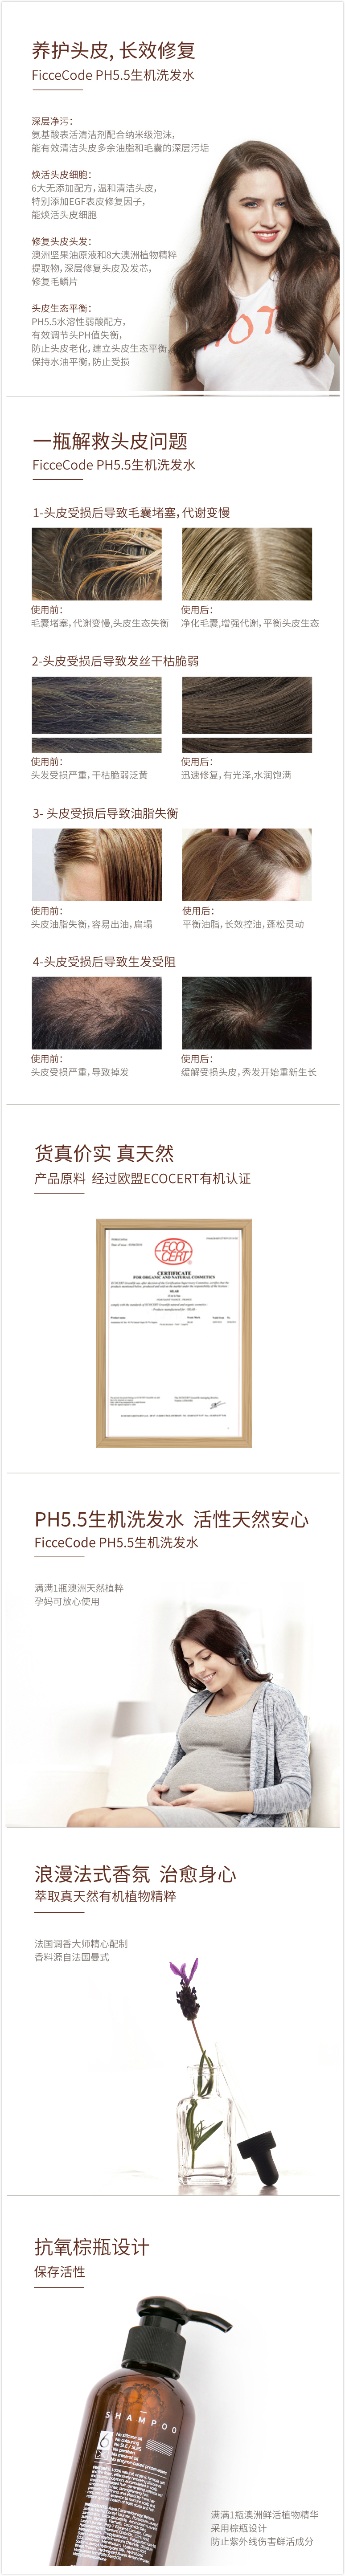 养护头皮, 长效修复
FicceCode PH5.5生机洗发水
深层净污：
氨基酸表活清洁剂配合纳米级泡沫，
能有效清洁头皮多余油脂和毛囊的深层污垢
焕活头皮细胞：
6大无添加配方，温和清洁头皮，
特别添加EGF表皮修复因子，
能焕活头皮细胞
修复头皮头发：
澳洲坚果油原液和8大澳洲植物精粹
提取物，深层修复头皮及发芯，
修复毛鳞片
头皮生态平衡：
PH5.5水溶性弱酸配方，
有效调节头PH值失衡，
防止头皮老化，建立头皮生态平衡，
保持水油平衡，防止受损
HOT
一瓶解救头皮问题
FicceCode PH5.5生机洗发水
1-头皮受损后导致毛囊堵塞，代谢变慢
使用前：
毛囊堵塞，代谢变慢,头皮生态失衡
使用后：
净化毛囊,增强代谢，平衡头皮生态
2-头皮受损后导致发丝干枯脆弱
使用前：
头发受损严重，干枯脆弱泛黄
使用后：
迅速修复，有光泽,水润饱满
3- 头皮受损后导致油脂失衡
使用前：
头皮油脂失衡，容易出油，扁塌
使用后：
平衡油脂，长效控油，蓬松灵动
4-头皮受损后导致生发受阻
使用前：
头皮受损严重，导致掉发
使用后：
缓解受损头皮，秀发开始重新生长
货真价实 真天然
产品原料 经过欧盟ECOCERT有机认证
ECO
CERT
CERTIFICATE
FOR ORGANIC AND NATURAL COSMETICS
PH5.5生机洗发水 活性天然安心
FicceCode PH5.5生机洗发水
满满1瓶澳洲天然植粹
孕妈可放心使用
浪漫法式香氛 治愈身心
萃取真天然有机植物精粹
法国调香大师精心配制
香料源自法国曼式
抗氧棕瓶设计
保存活性
SHAMPOO
No silicone oil
No colouring
No SLE / SLES
No paraben
No mineral oil
No enzyme-based preservatives
满满1瓶澳洲鲜活植物精华
采用棕瓶设计
防止紫外线伤害鲜活成分